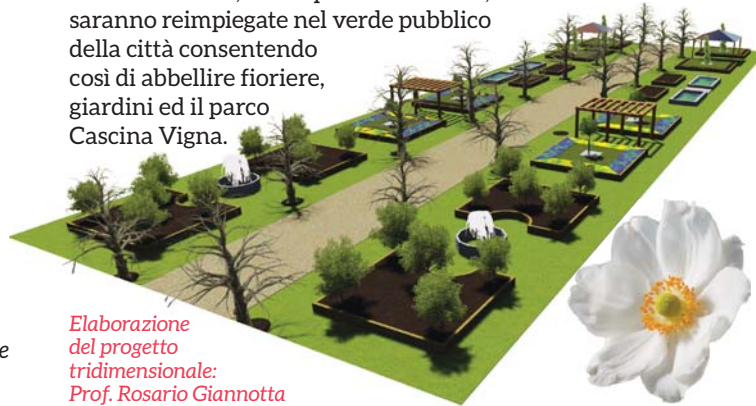 saranno reimpiegate nel verde pubblico
della città consentendo
così di abbellire fioriere,
giardini ed il parco
Cascina Vigna.
Elaborazione
del progetto
tridimensionale:
Prof. Rosario Giannotta
e